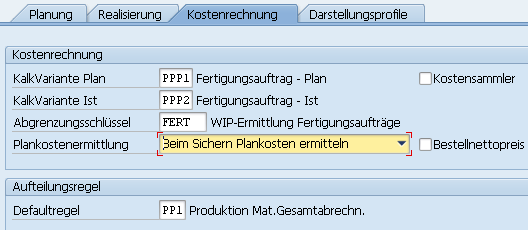 Planung Realisierung Kostenrechnung Darstellungsprofile
Kostenrechnung
KalkVariante Plan PPP1 Fertigungsauftrag - Plan Kostensammler
KalkVariante Ist PPP2 Fertigungsauftrag - Ist
Abgrenzungsschlüssel FERT WIP-Ermittlung Fertigungsaufträge
Plankostenermittlung Beim Sichern Plankosten ermitteln Bestellnettopreis
Aufteilungsregel
Defaultregel PP1 Produktion Mat.Gesamtabrechn.